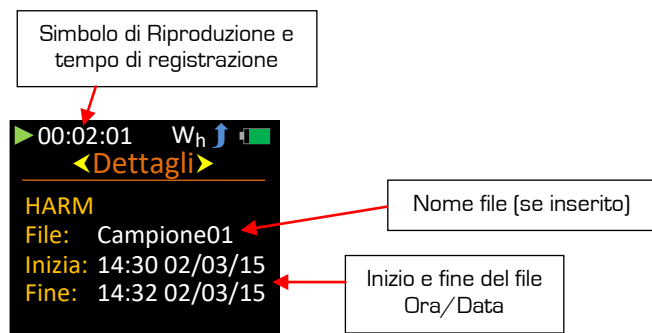 Simbolo di Riproduzione e
tempo di registrazione
00:02:01 Wh
Dettagli
HARM
File: Campione01
Inizia: 14:30 02/03/15
Fine: 14:32 02/03/15
Nome file (se inserito)
Inizio e fine del file
Ora/Data